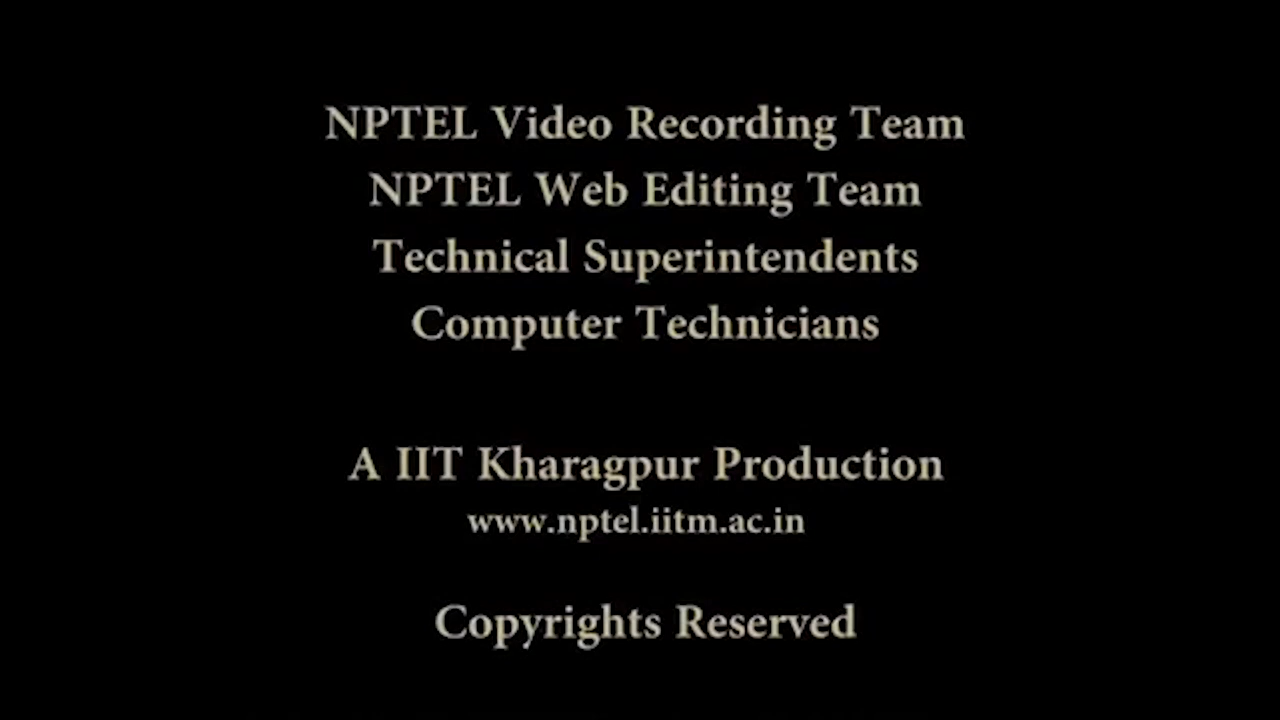 NPTEL Video Recording Team
NPTEL Web Editing Team
Technical Superintendents
Computer Technicians
A IIT Kharagpur Production
www.nptel.iitm.ac.in
Copyrights Reserved